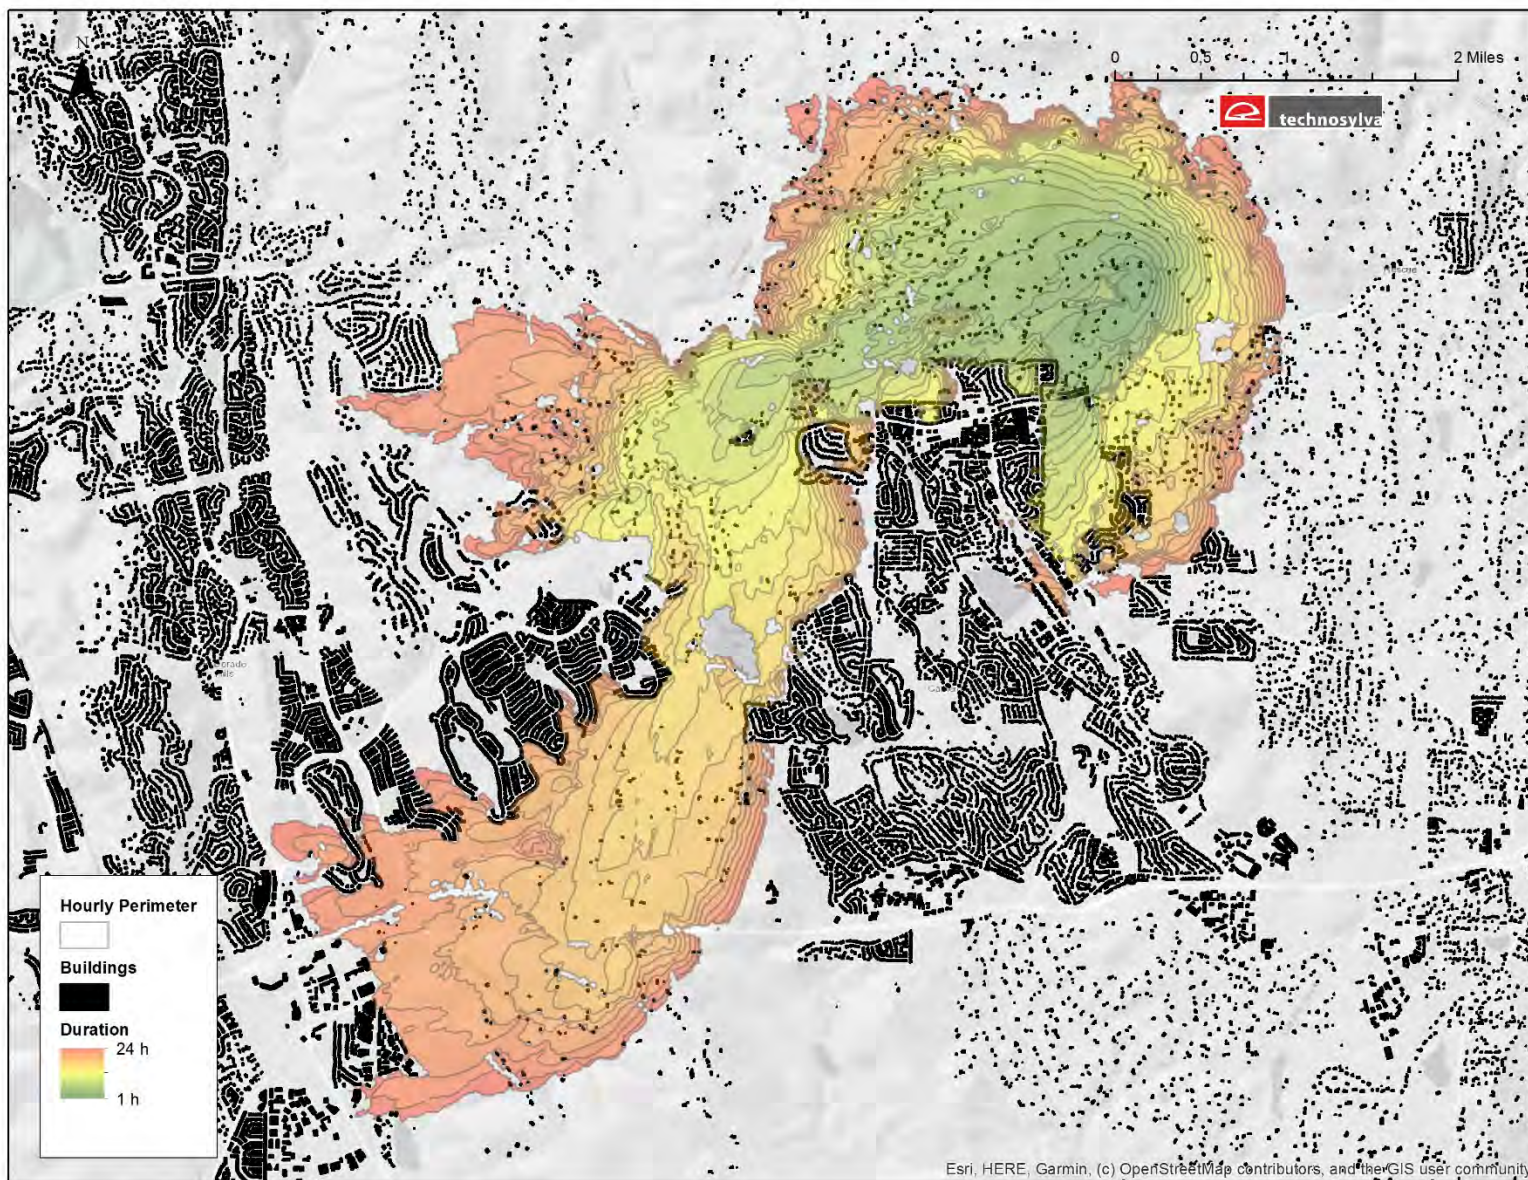 N
0 0.5 1 2 Miles
technosylva
Rescue
Hourly Perimeter
Buildings
Duration
24 h
1 h
Esri, HERE, Garmin, (c) OpenStreetMap contributors, and the GIS user community